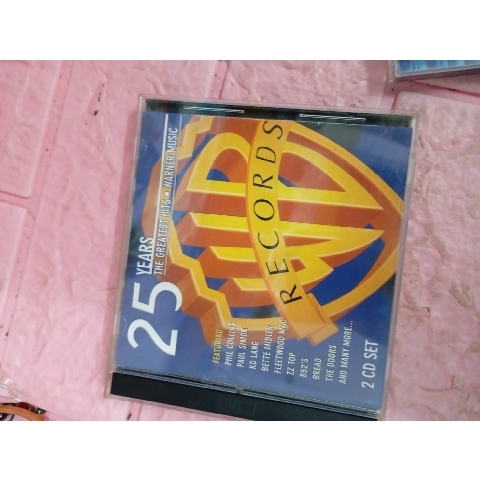 25 YEARS
THE GREATEST HITS • WARNER MUSIC
WB
RECORDS
FEATURING
PHIL COLLINS
PAUL SIMON
KD LANG
BETTE MIDLER
FLEETWOOD MAC
ZZ TOP
B52'S
BREAD
THE DOORS
AND MANY MORE...
2 CD SET